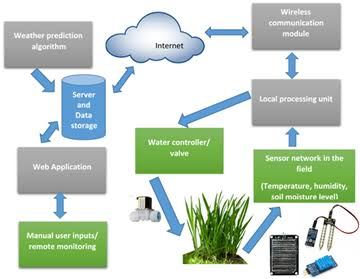 Weather prediction
algorithm
Internet
Wireless
communication
module
Server
and
Data
storage
Local processing unit
Water controller/
valve
Web Application
Sensor network in the
field
(Temperature, humidity,
soil moisture level)
Manual user inputs/
remote monitoring